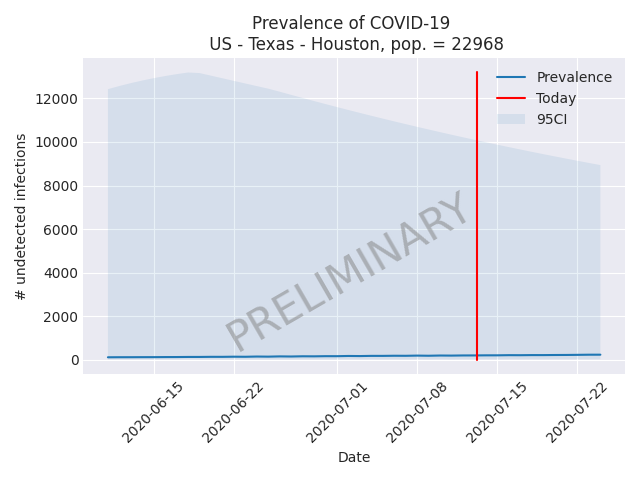 Prevalence of COVID-19
US - Texas - Houston, pop. = 22968
Prevalence
Today
95CI
12000
10000
8000
6000
4000
2000
0
# undetected infections
PRELIMINARY
2020-06-15
2020-06-22
2020-07-01
2020-07-08
2020-07-15
2020-07-22
Date